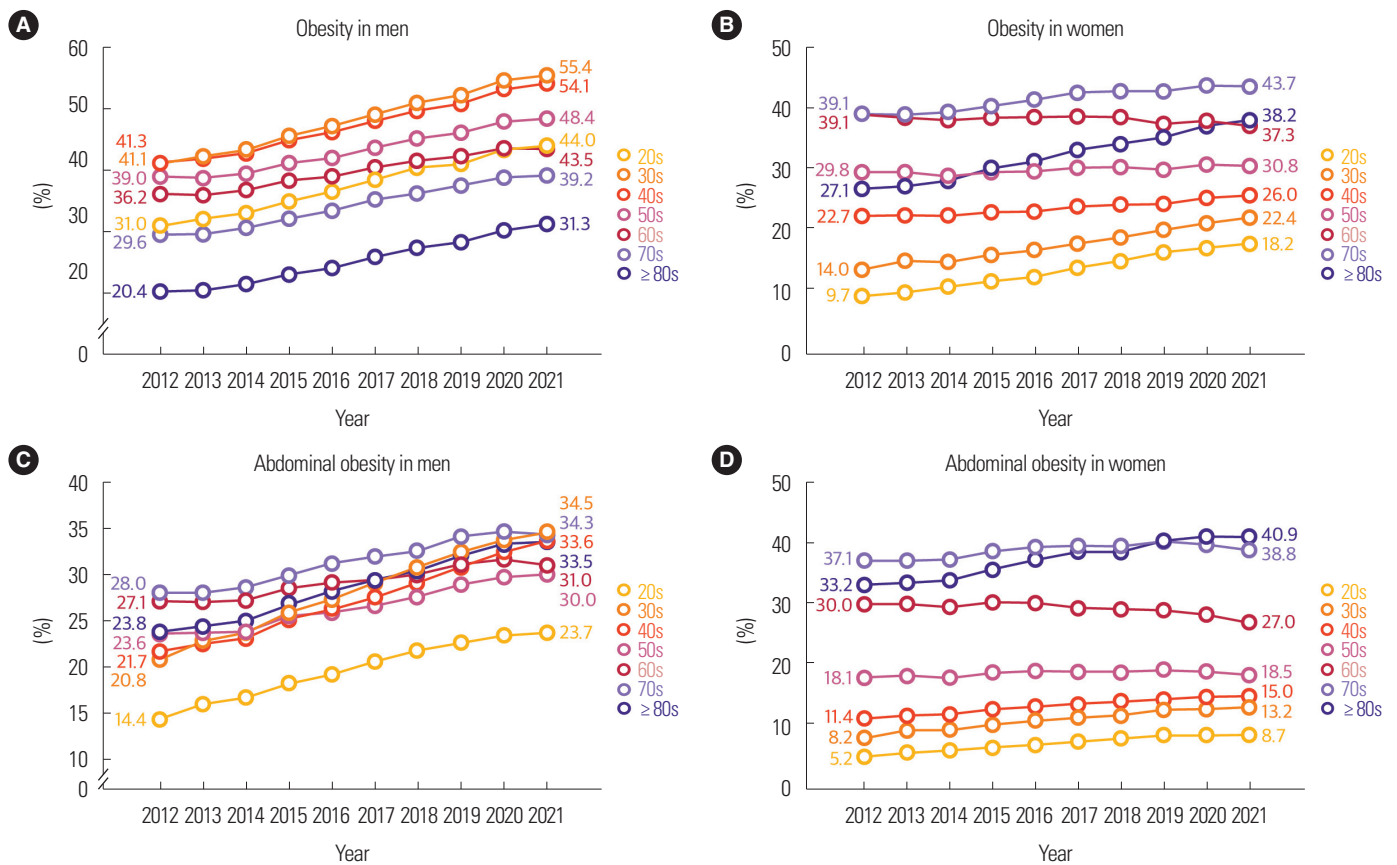 A
Obesity in men
60
50
40
30
20
0
(%)
41.3
41.1
39.0
36.2
31.0
29.6
20.4
55.4
54.1
48.4
44.0
43.5
39.2
31.3
20s
30s
40s
50s
60s
70s
≥ 80s
2012 2013 2014 2015 2016 2017 2018 2019 2020 2021
Year
B
Obesity in women
50
40
30
20
10
0
(%)
39.1
39.1
29.8
27.1
22.7
14.0
9.7
43.7
38.2
37.3
30.8
26.0
22.4
18.2
20s
30s
40s
50s
60s
70s
≥ 80s
2012 2013 2014 2015 2016 2017 2018 2019 2020 2021
Year
C
Abdominal obesity in men
40
35
30
25
20
15
10
0
(%)
28.0
27.1
23.8
23.6
21.7
20.8
14.4
34.5
34.3
33.6
33.5
31.0
30.0
23.7
20s
30s
40s
50s
60s
70s
≥ 80s
2012 2013 2014 2015 2016 2017 2018 2019 2020 2021
Year
D
Abdominal obesity in women
50
40
30
20
10
0
(%)
37.1
33.2
30.0
18.1
11.4
8.2
5.2
40.9
38.8
27.0
18.5
15.0
13.2
8.7
20s
30s
40s
50s
60s
70s
≥ 80s
2012 2013 2014 2015 2016 2017 2018 2019 2020 2021
Year